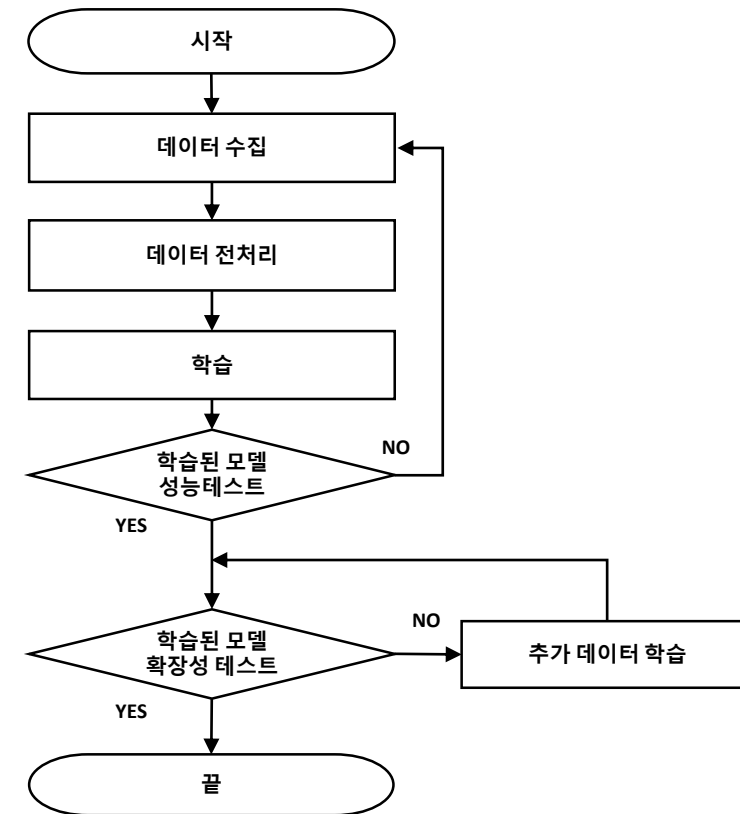 시작
데이터 수집
데이터 전처리
학습
NO
학습된 모델
성능테스트
YES
NO
학습된 모델
확장성 테스트
추가 데이터 학습
YES
끝